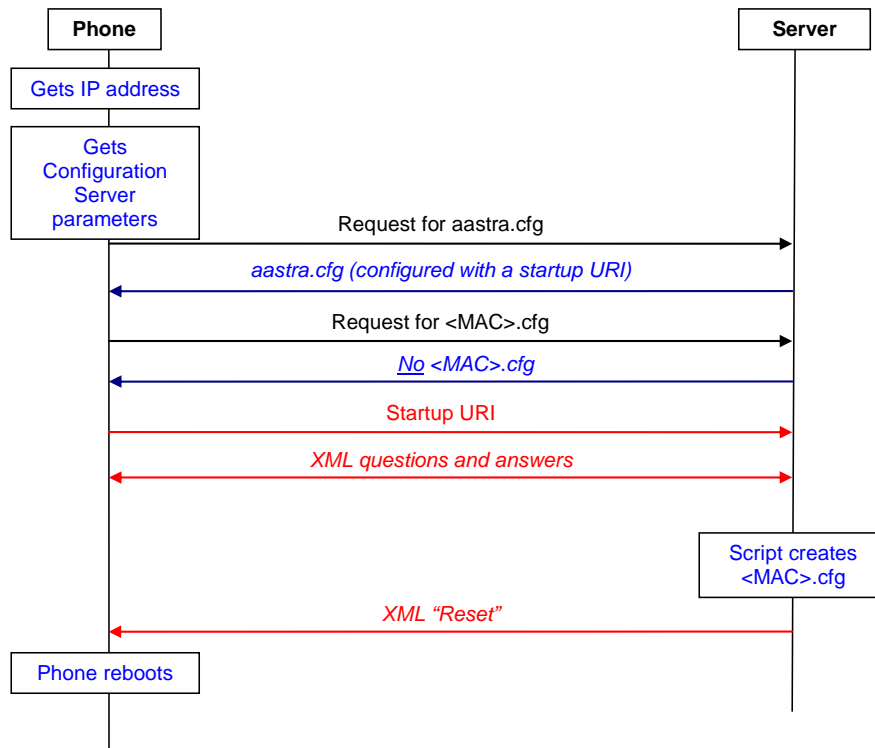 Phone
Server
Gets IP address
Gets
Configuration
Server
parameters
Request for aastra.cfg
aastra.cfg (configured with a startup URI)
Request for <MAC>.cfg
No <MAC>.cfg
Startup URI
XML questions and answers
Script creates
<MAC>.cfg
XML “Reset”
Phone reboots